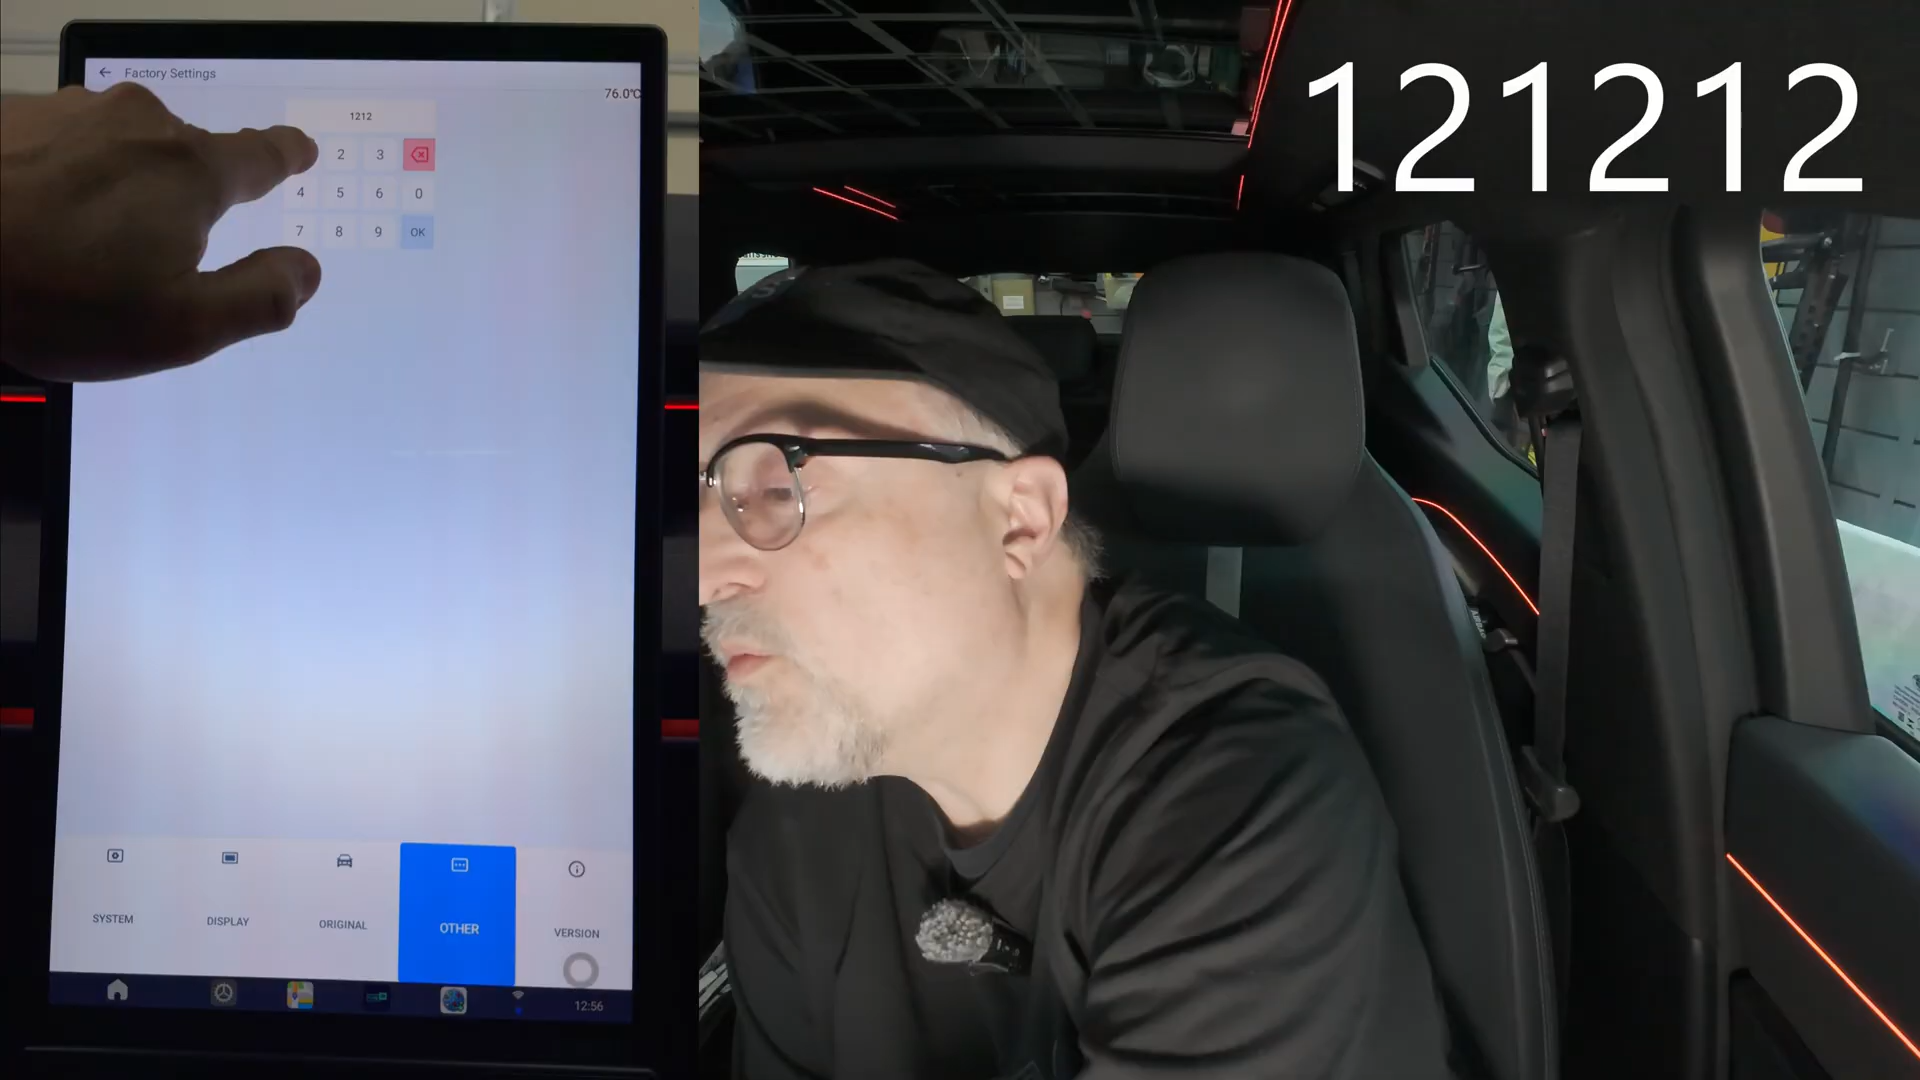 Factory Settings
76.0℃
1212
2 3
4 5 6 0
7 8 9 OK
SYSTEM DISPLAY ORIGINAL OTHER VERSION
12:56
121212